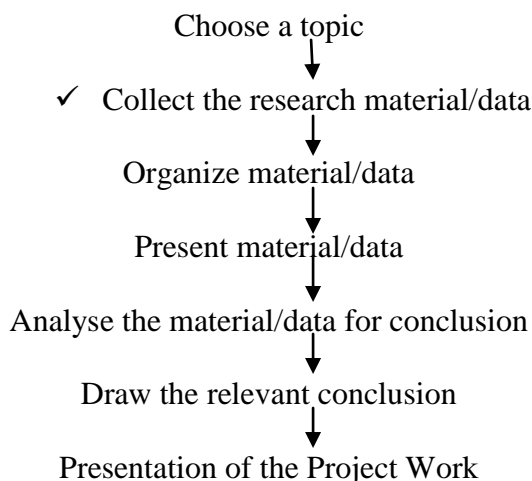 Choose a topic
✓ Collect the research material/data
Organize material/data
Present material/data
Analyse the material/data for conclusion
Draw the relevant conclusion
Presentation of the Project Work